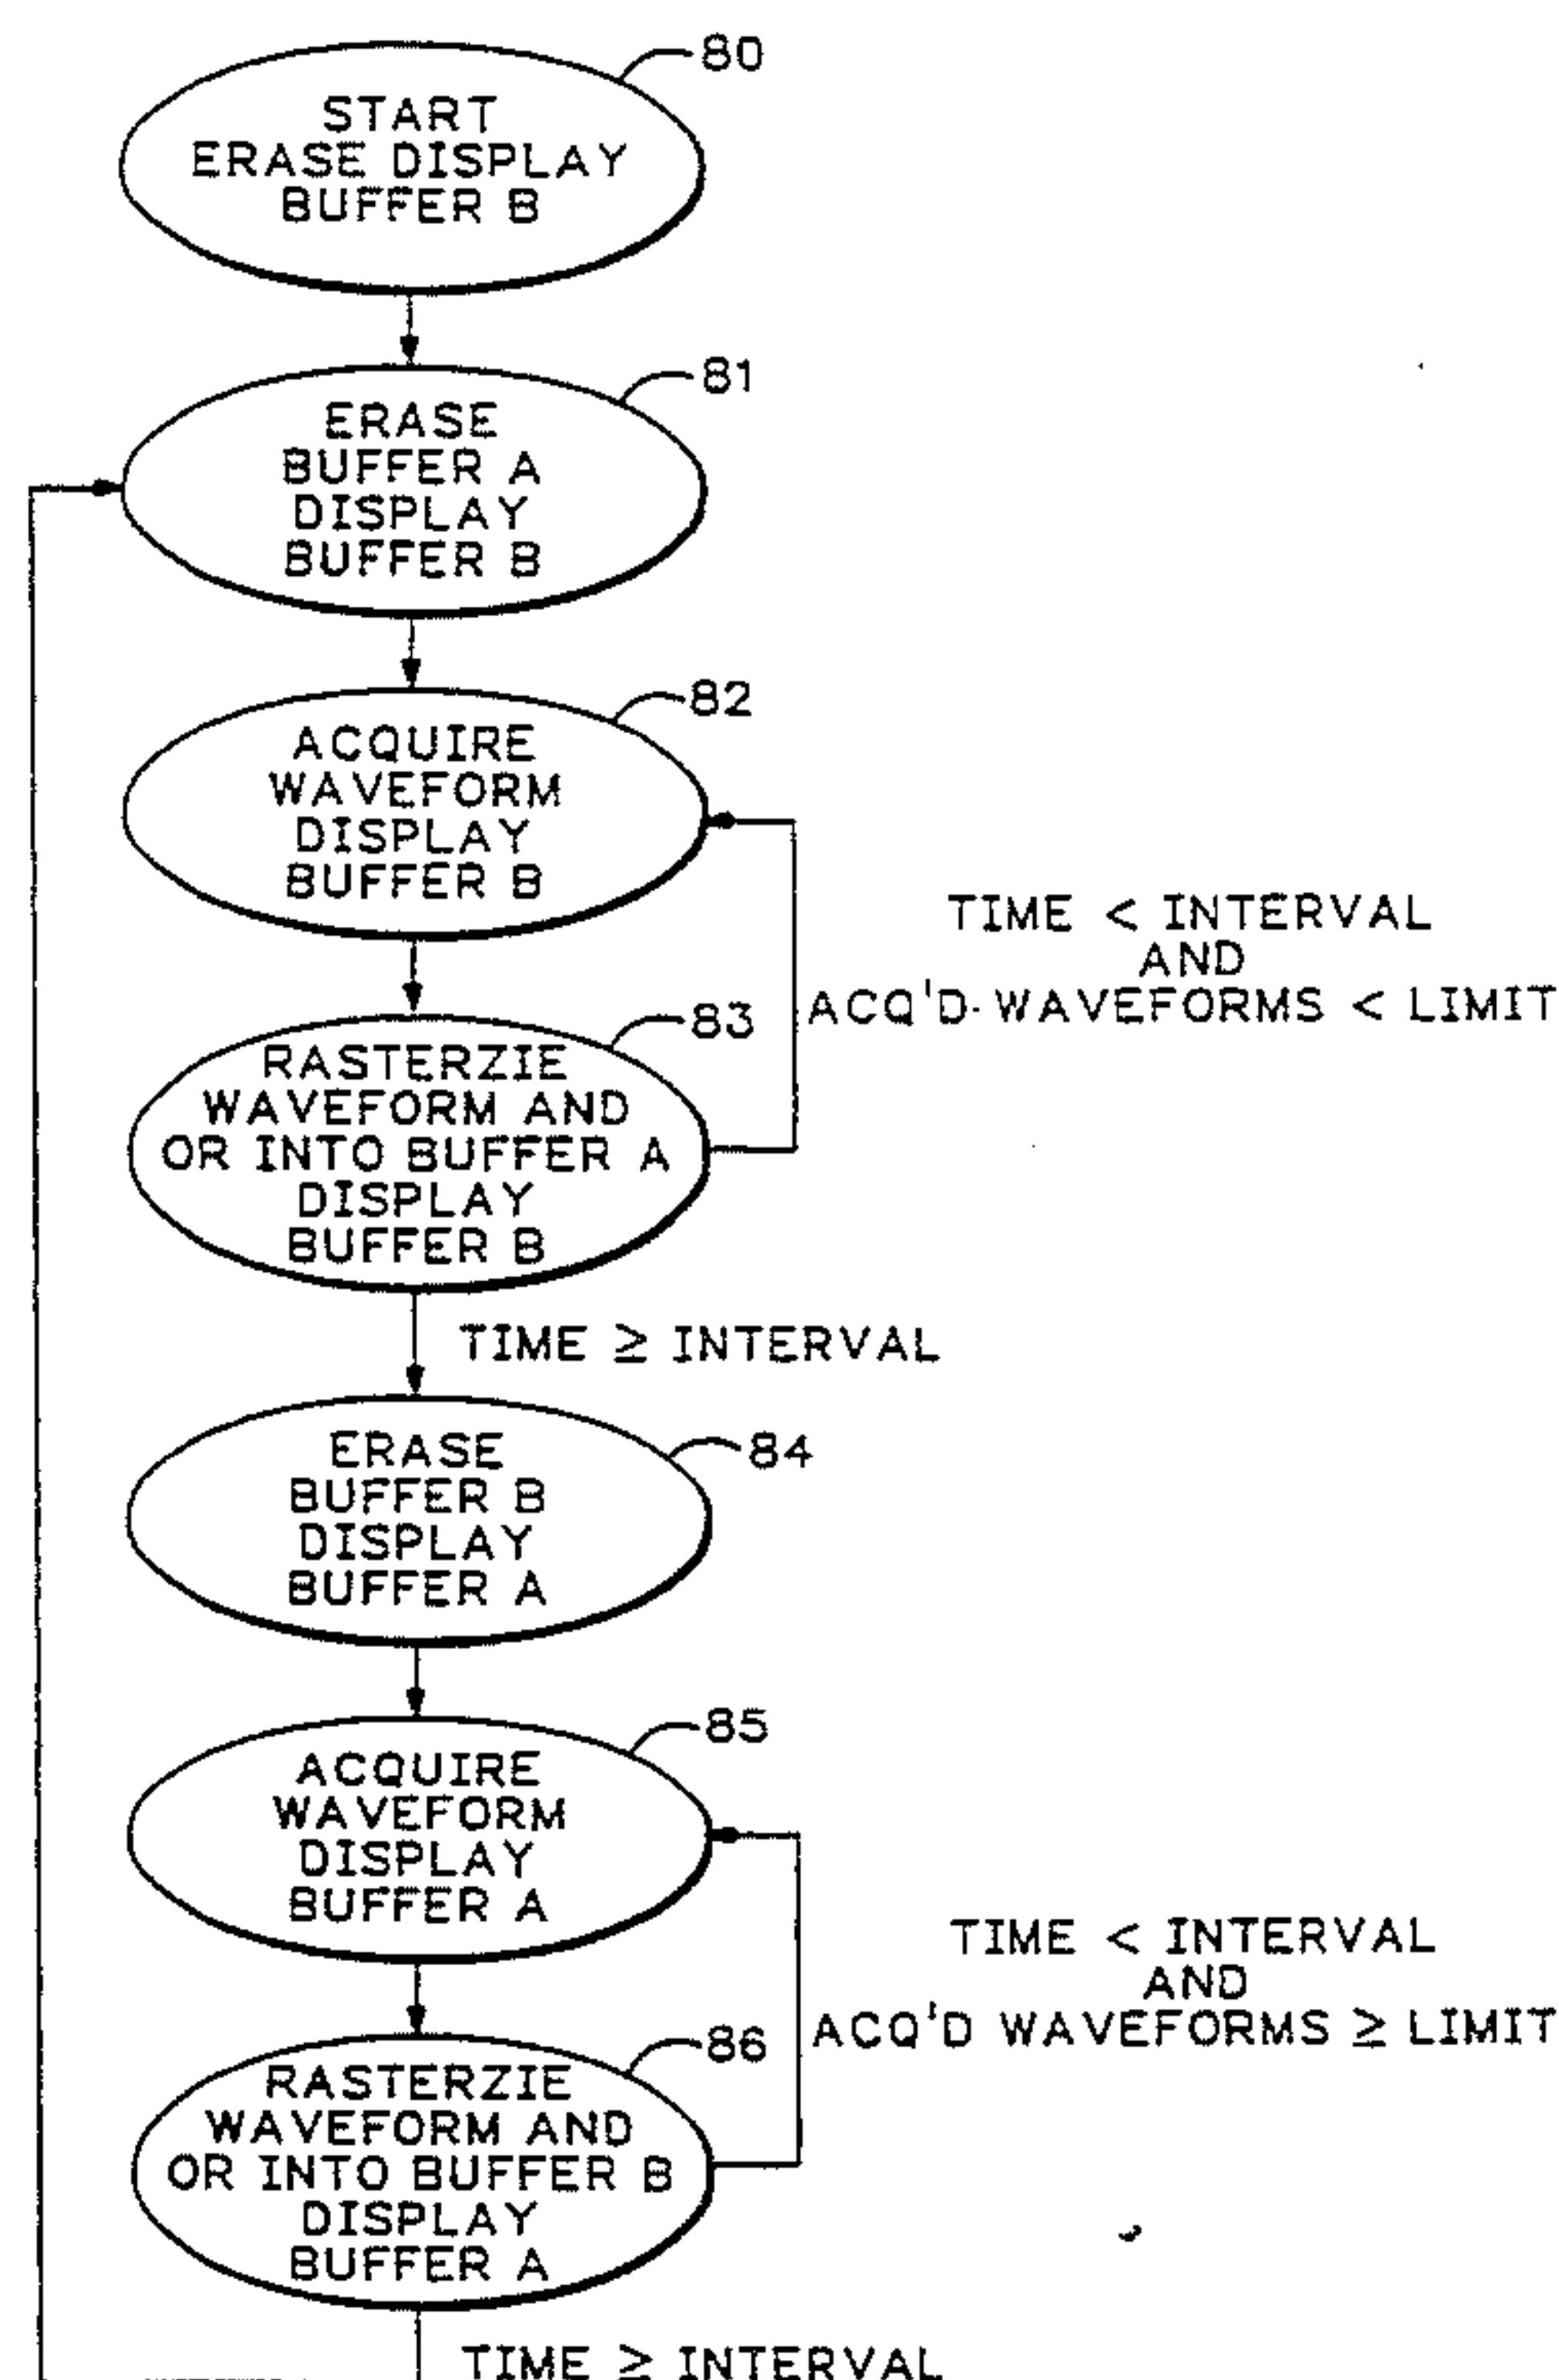 80
START
ERASE DISPLAY
BUFFER B
81
ERASE
BUFFER A
DISPLAY
BUFFER B
82
ACQUIRE
WAVEFORM
DISPLAY
BUFFER B
TIME < INTERVAL
AND
ACQ'D WAVEFORMS < LIMIT
83
RASTERZIE
WAVEFORM AND
OR INTO BUFFER A
DISPLAY
BUFFER B
TIME ≥ INTERVAL
84
ERASE
BUFFER B
DISPLAY
BUFFER A
85
ACQUIRE
WAVEFORM
DISPLAY
BUFFER A
TIME < INTERVAL
AND
ACQ'D WAVEFORMS ≥ LIMIT
86
RASTERZIE
WAVEFORM AND
OR INTO BUFFER B
DISPLAY
BUFFER A
TIME ≥ INTERVAL